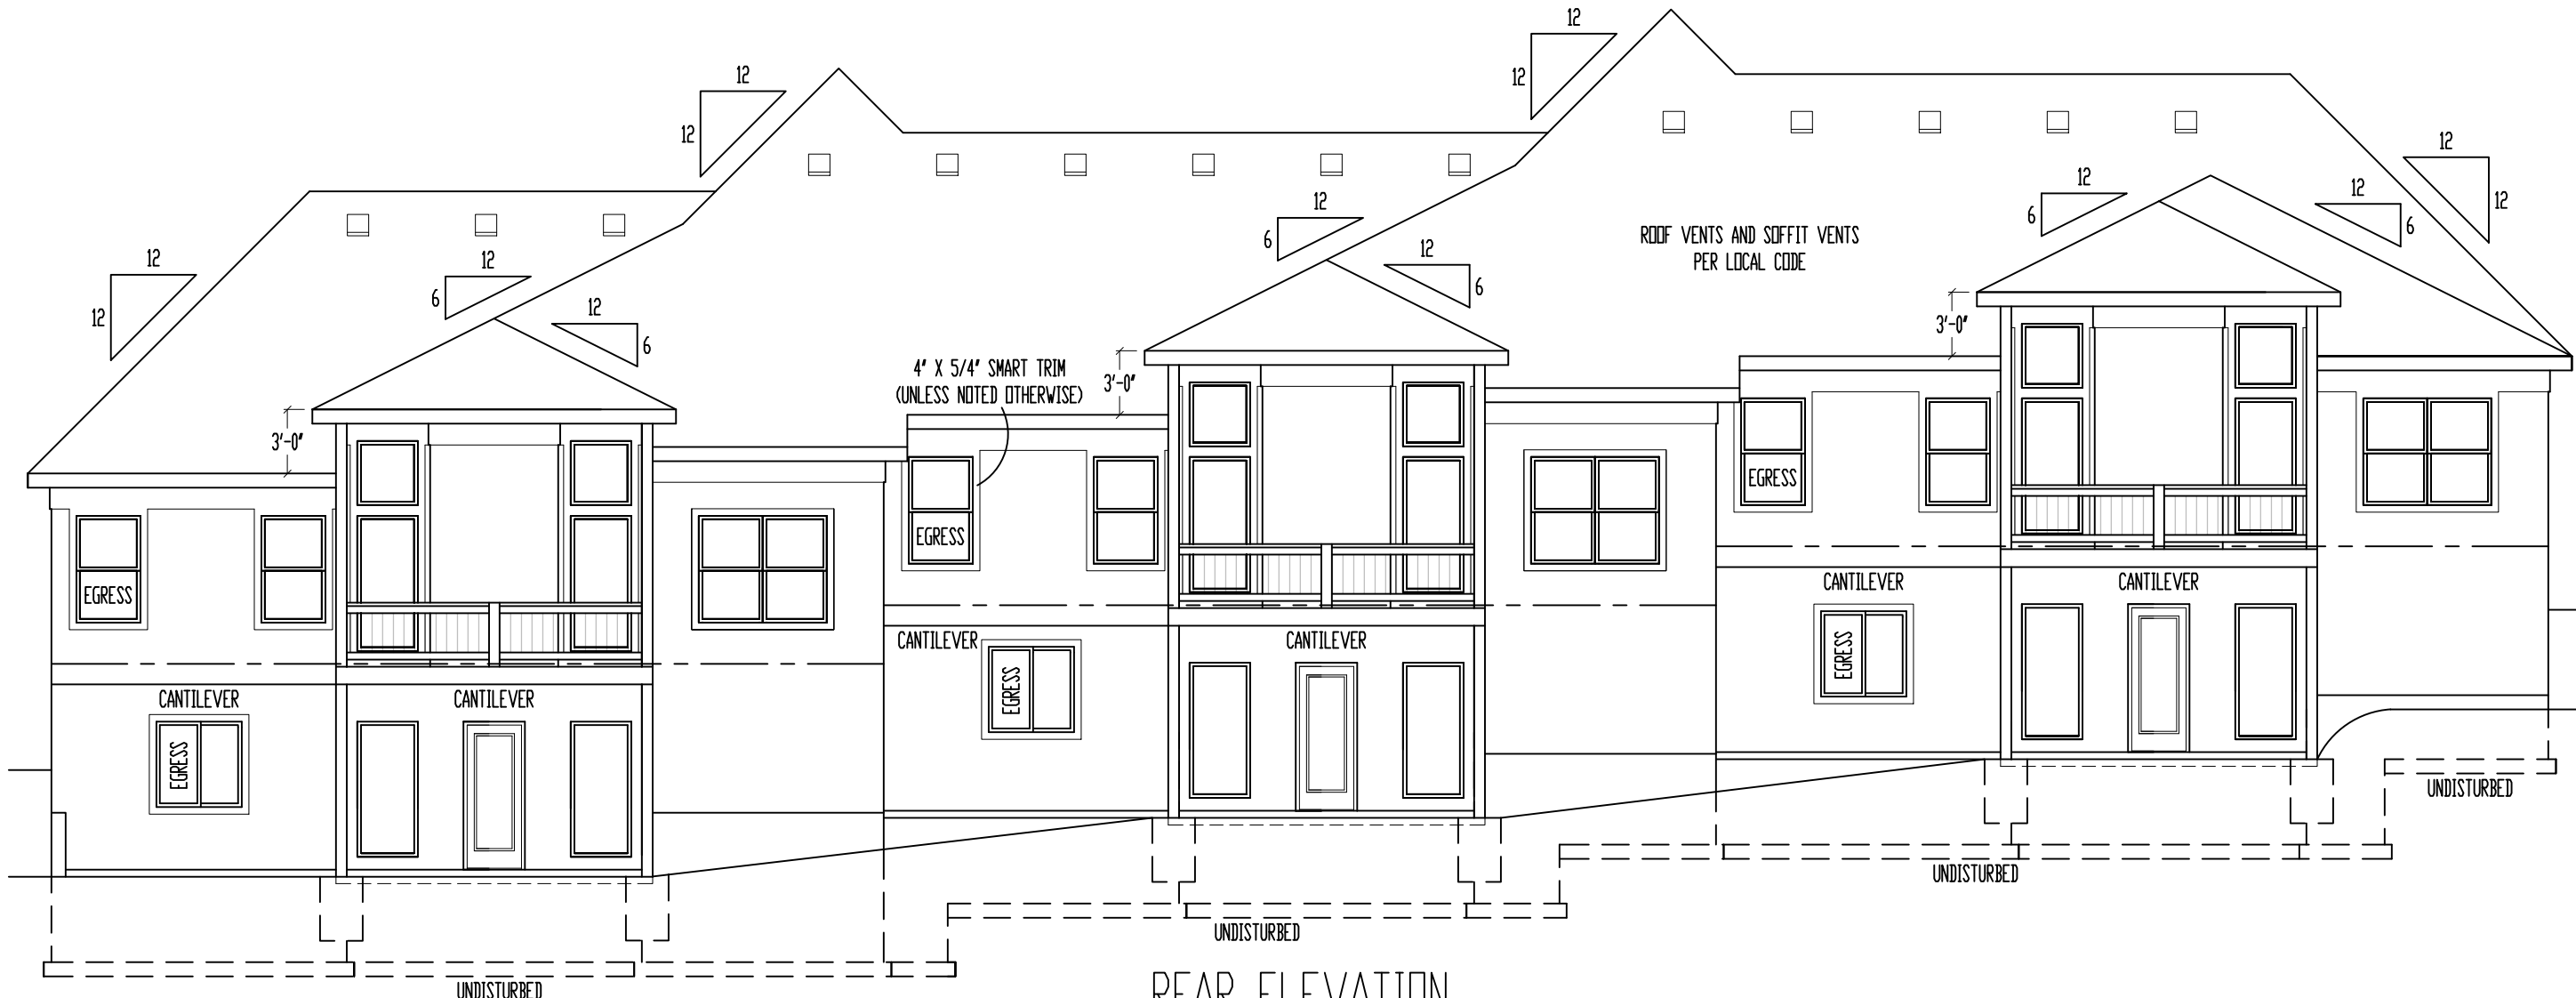 12
12
12
12
12
12
12
12
12
6
12
6
12
6
12
6
12
6
12
6
12
12
ROOF VENTS AND SOFFIT VENTS
PER LOCAL CODE
3'-0"
3'-0"
3'-0"
4" X 5/4" SMART TRIM
(UNLESS NOTED OTHERWISE)
EGRESS
EGRESS
EGRESS
CANTILEVER
CANTILEVER
CANTILEVER
CANTILEVER
CANTILEVER
CANTILEVER
EGRESS
EGRESS
EGRESS
UNDISTURBED
UNDISTURBED
UNDISTURBED
UNDISTURBED
REAR ELEVATION